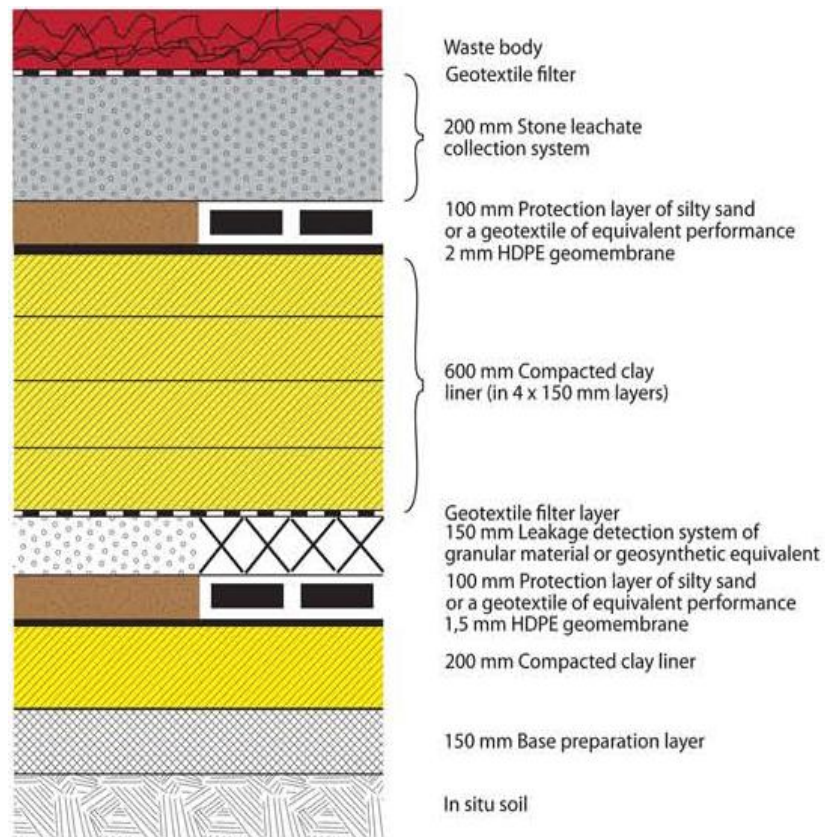 Waste body
Geotextile filter
200 mm Stone leachate
collection system
100 mm Protection layer of silty sand
or a geotextile of equivalent performance
2 mm HDPE geomembrane
600 mm Compacted clay
liner (in 4 x 150 mm layers)
Geotextile filter layer
150 mm Leakage detection system of
granular material or geosynthetic equivalent
100 mm Protection layer of silty sand
or a geotextile of equivalent performance
1,5 mm HDPE geomembrane
200 mm Compacted clay liner
150 mm Base preparation layer
In situ soil